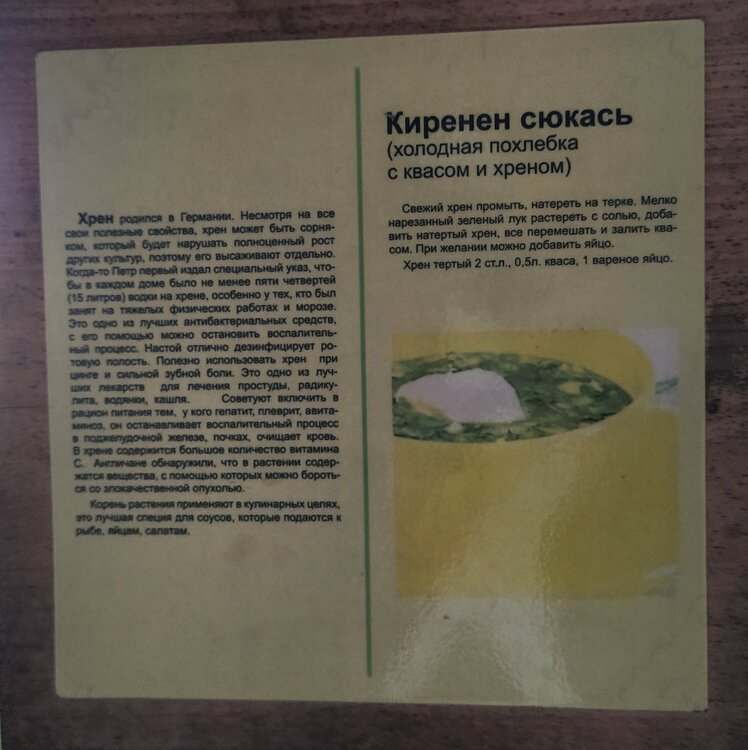 Хрен родился в Германии. Несмотря на все
свои полезные свойства, хрен может быть сорня-
ком, который будет нарушать полноценный рост
других культур, поэтому его высаживают отдельно.
Когда-то Петр первый издал специальный указ, что-
бы в каждом доме было не менее пяти четвертей
(15 литров) водки на хрене, особенно у тех, кто был
занят на тяжелых физических работах и морозе.
Это одно из лучших антибактериальных средств,
с его помощью можно остановить воспалитель-
ный процесс. Настой отлично дезинфицирует ро-
товую полость. Полезно использовать хрен при
цинге и сильной зубной боли. Это одно из луч-
ших лекарств для лечения простуды, радику-
лита, водянки, кашля. Советуют включить в
рацион питания тем, у кого гепатит, плеврит, авита-
миноз, он останавливает воспалительный процесс
в поджелудочной железе, почках, очищает кровь.
В хрене содержится большое количество витамина
С. Англичане обнаружили, что в растении содер-
жатся вещества, с помощью которых можно бороть-
ся со злокачественной опухолью.
Корень растения применяют в кулинарных целях,
это лучшая специя для соусов, которые подаются к
рыбе, яйцам, салатам.
Киренен сюкась
(холодная похлебка
с квасом и хреном)
Свежий хрен промыть, натереть на терке. Мелко
нарезанный зеленый лук растереть с солью, доба-
вить натертый хрен, все перемешать и залить ква-
сом. При желании можно добавить яйцо.
Хрен тертый 2 ст.л., 0,5л. кваса, 1 вареное яйцо.